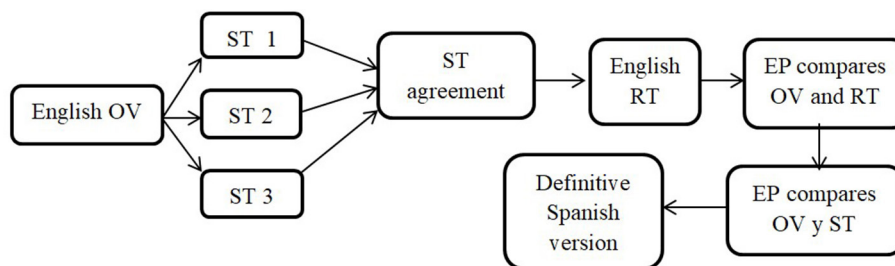 English OV
ST 1
ST 2
ST 3
ST
agreement
English
RT
EP compares
OV and RT
EP compares
OV y ST
Definitive
Spanish
version